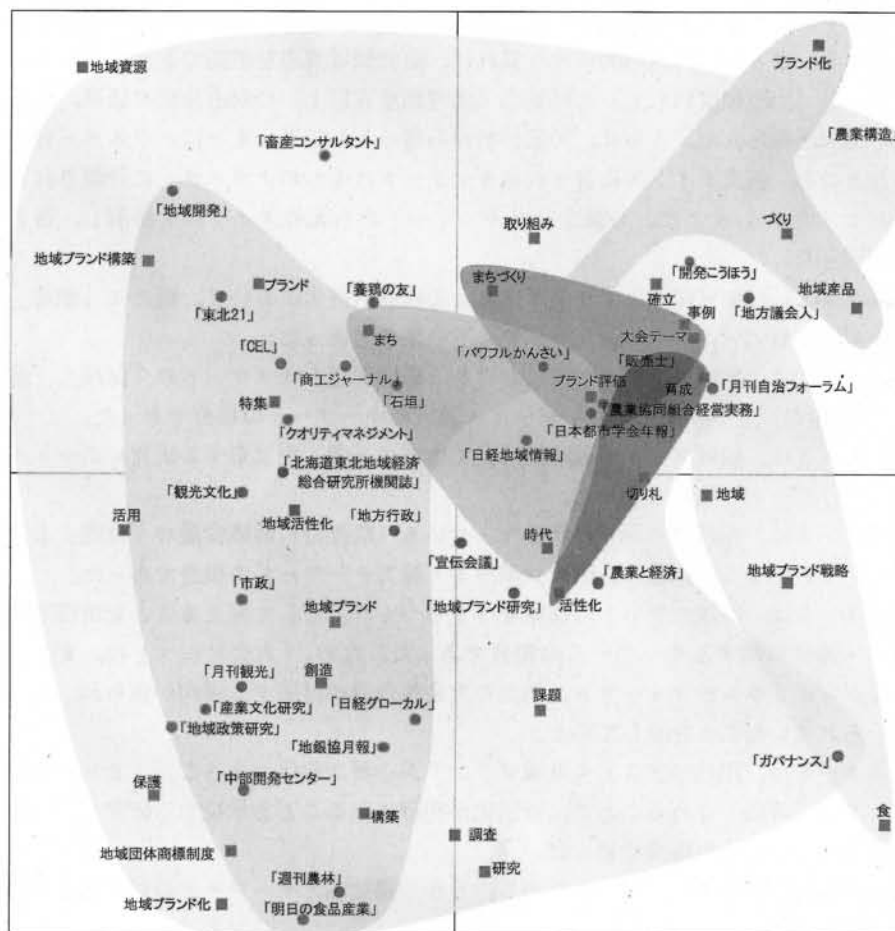 ブランド化
地域資源
「農業構造」
「畜産コンサルタント」
「地域開発」
取り組み
づくり
地域ブランド構築
「開発こうほう」
ブランド
「養鶏の友」
まちづくり
確立
地域産品
「東北21」
事例
「地方議会人」
まち
大会テーマ
「CEL」
「パワフルかんさい」
「販売士」
「商工ジャーナル」
ブランド評価
育成
「月刊自治フォーラム」
「石垣」
特集
「農業協同組合経営実務」
「クオリティマネジメント」
「日本都市学会年報」
「日経地域情報」
「北海道東北地域経済
総合研究所機関誌」
「観光文化」
切り札
地域
活用
地域活性化
「地方行政」
時代
「宣伝会議」
「市政」
「農業と経済」
地域ブランド戦略
「地域ブランド研究」
活性化
地域ブランド
「月刊観光」
創造
「産業文化研究」
「日経グローカル」
課題
「地域政策研究」
「地銀協月報」
「ガバナンス」
保護
「中部開発センター」
構築
調査
食
地域団体商標制度
研究
「週刊農林」
地域ブランド化
「明日の食品産業」